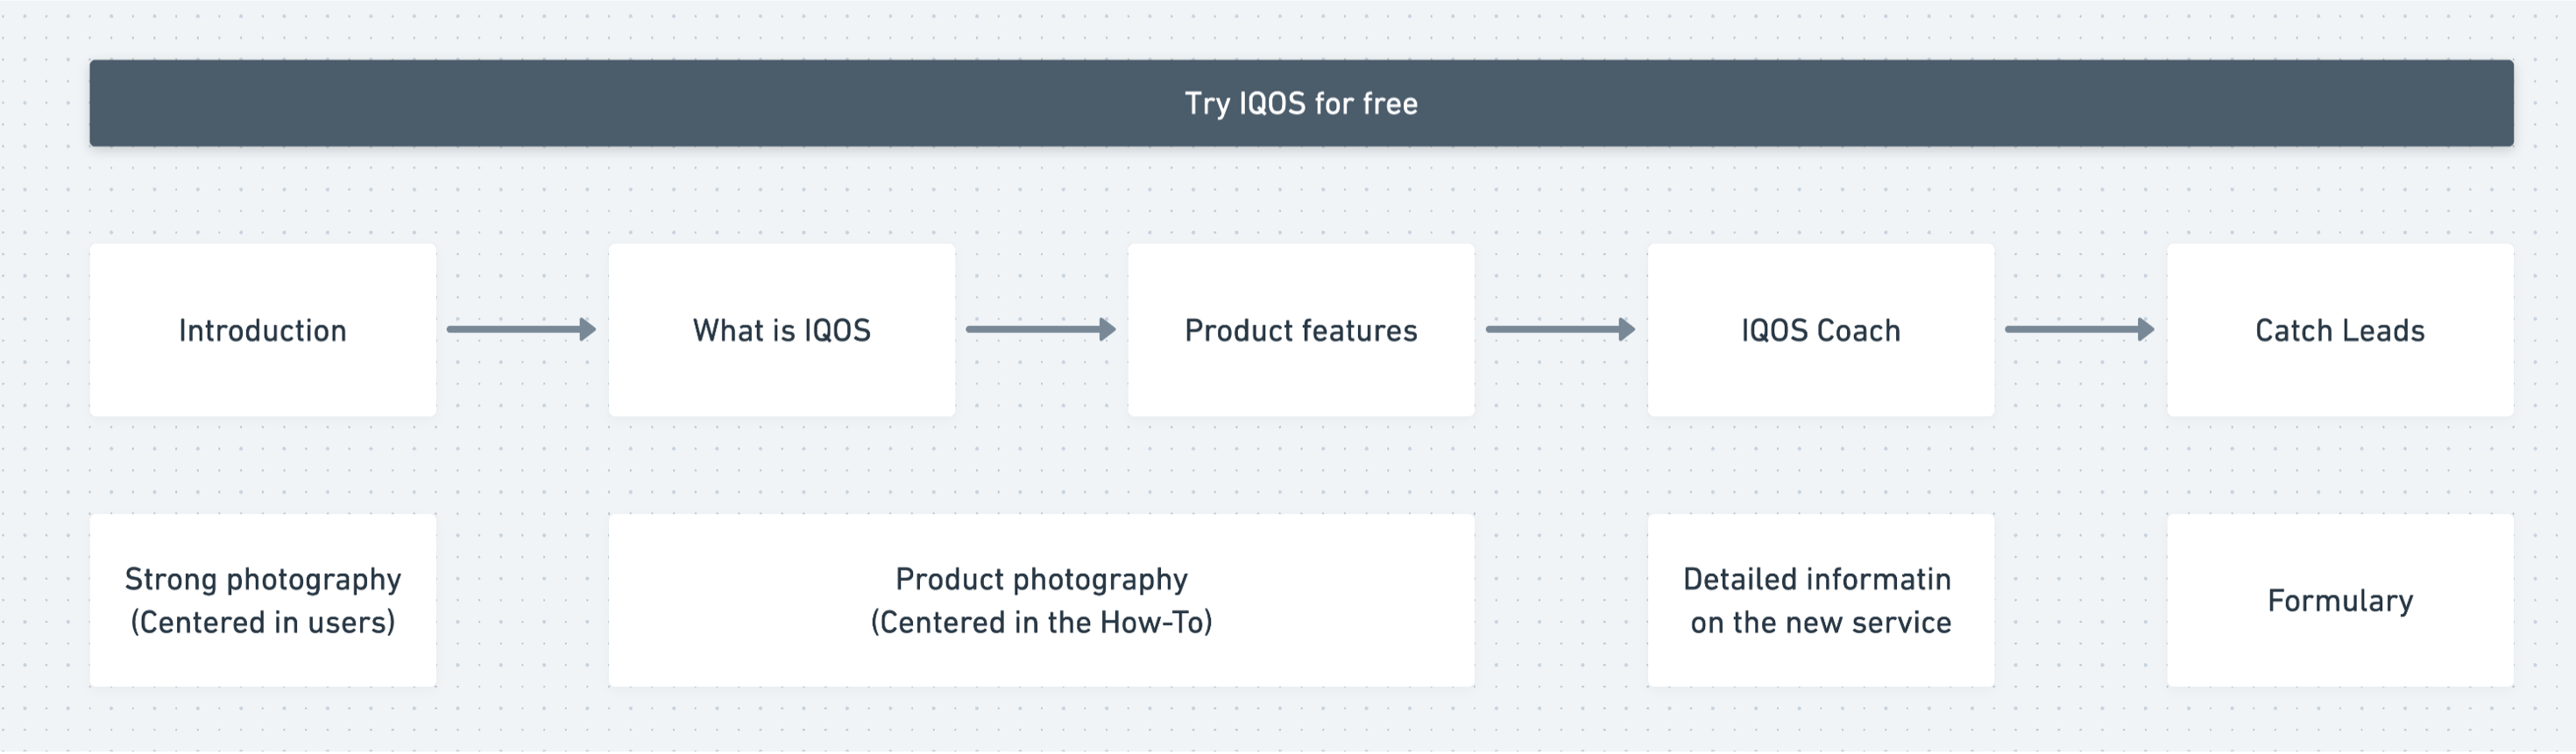 Try IQOS for free
Introduction
What is IQOS
Product features
IQOS Coach
Catch Leads
Strong photography
(Centered in users)
Product photography
(Centered in the How-To)
Detailed informatin
on the new service
Formulary